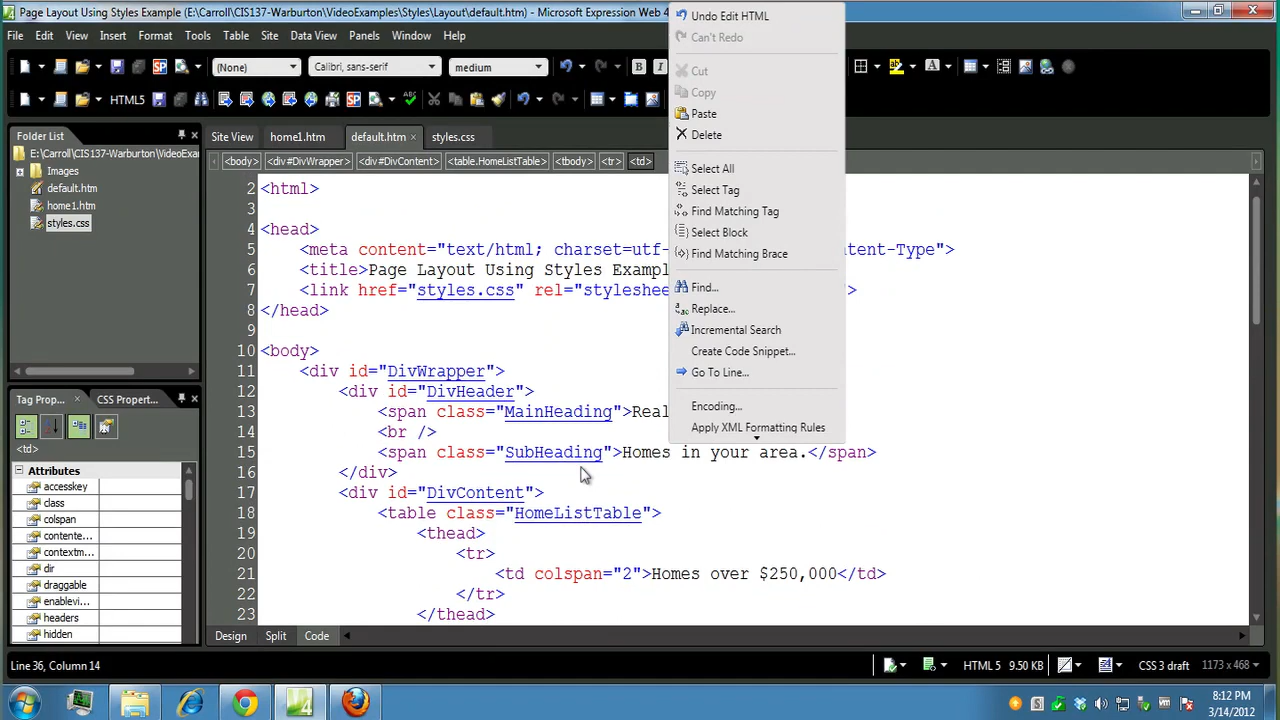 Page Layout Using Styles Example (E:\Carroll\CIS137-Warburton\VideoExamples\Styles\Layout\default.htm) - Microsoft Expression Web 4
File Edit View Insert Format Tools Table Site Data View Panels Window Help
(None) Calibri, sans-serif medium B I
HTML5
Folder List
E:\Carroll\CIS137-Warburton\VideoExa
Images
default.htm
home1.htm
styles.css
Site View home1.htm default.htm × styles.css
<body> <div #DivWrapper> <div #DivContent> <table.HomeListTable> <tbody> <tr> <td>
2 <html>
3
4 <head>
5 <meta content="text/html; charset=utf- ntent-Type">
6 <title>Page Layout Using Styles Examp
7 <link href="styles.css" rel="styleshee >
8 </head>
9
10 <body>
11 <div id="DivWrapper">
12 <div id="DivHeader">
13 <span class="MainHeading">Real
14 <br />
15 <span class="SubHeading">Homes in your area.</span>
16 </div>
17 <div id="DivContent">
18 <table class="HomeListTable">
19 <thead>
20 <tr>
21 <td colspan="2">Homes over $250,000</td>
22 </tr>
23 </thead>
Undo Edit HTML
Can't Redo
Cut
Copy
Paste
Delete
Select All
Select Tag
Find Matching Tag
Select Block
Find Matching Brace
Find...
Replace...
Incremental Search
Create Code Snippet...
Go To Line...
Encoding...
Apply XML Formatting Rules
Tag Prop... × CSS Propert...
<td>
Attributes
accesskey
class
colspan
contente...
contextm...
dir
draggable
enablevi...
headers
hidden
Design Split Code
Line 36, Column 14
HTML 5 9.50 KB CSS 3 draft 1173 x 468
8:12 PM
3/14/2012